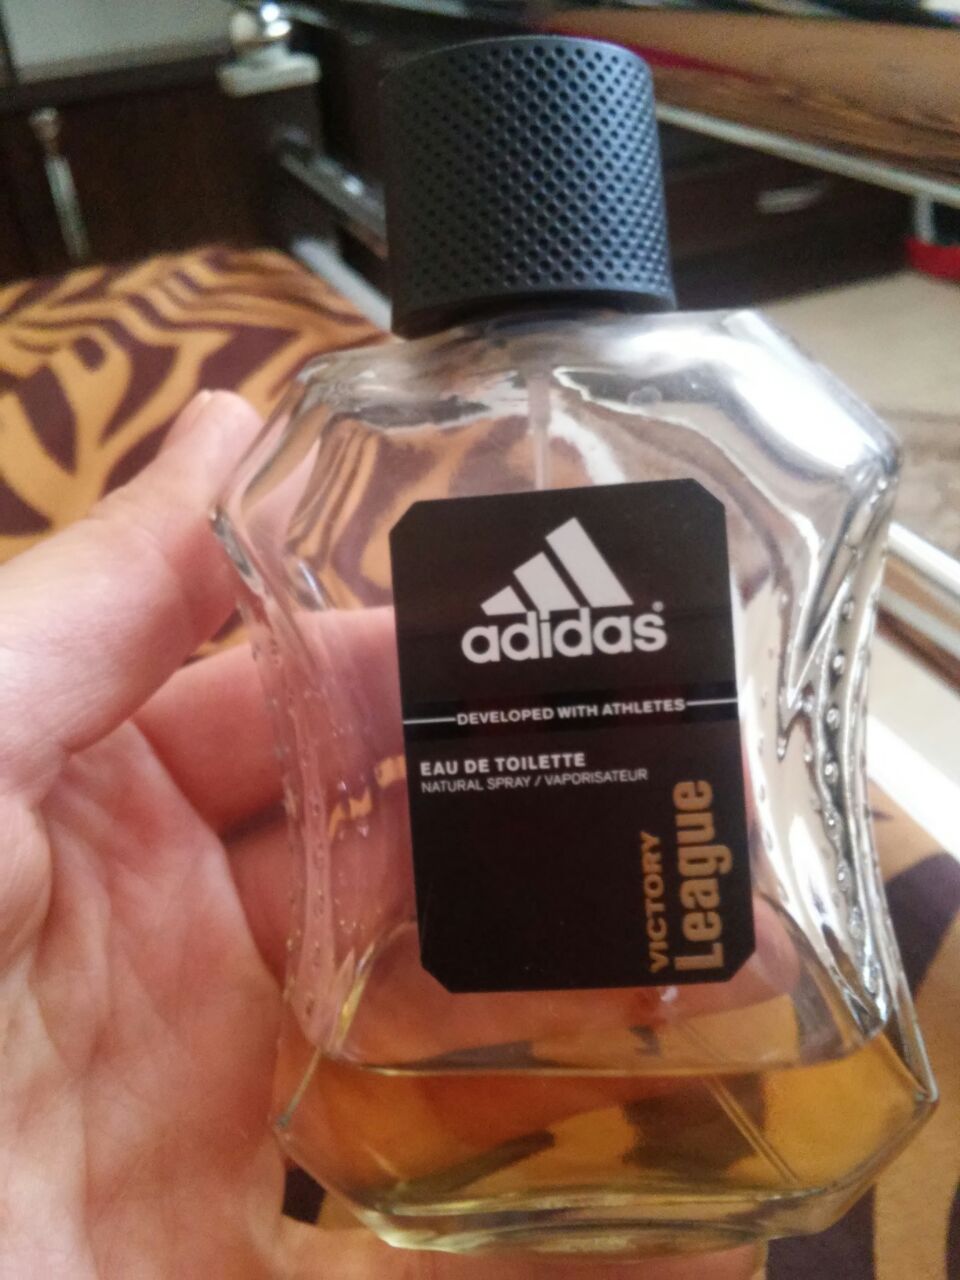 adidas®
DEVELOPED WITH ATHLETES
EAU DE TOILETTE
NATURAL SPRAY / VAPORISATEUR
VICTORY
League